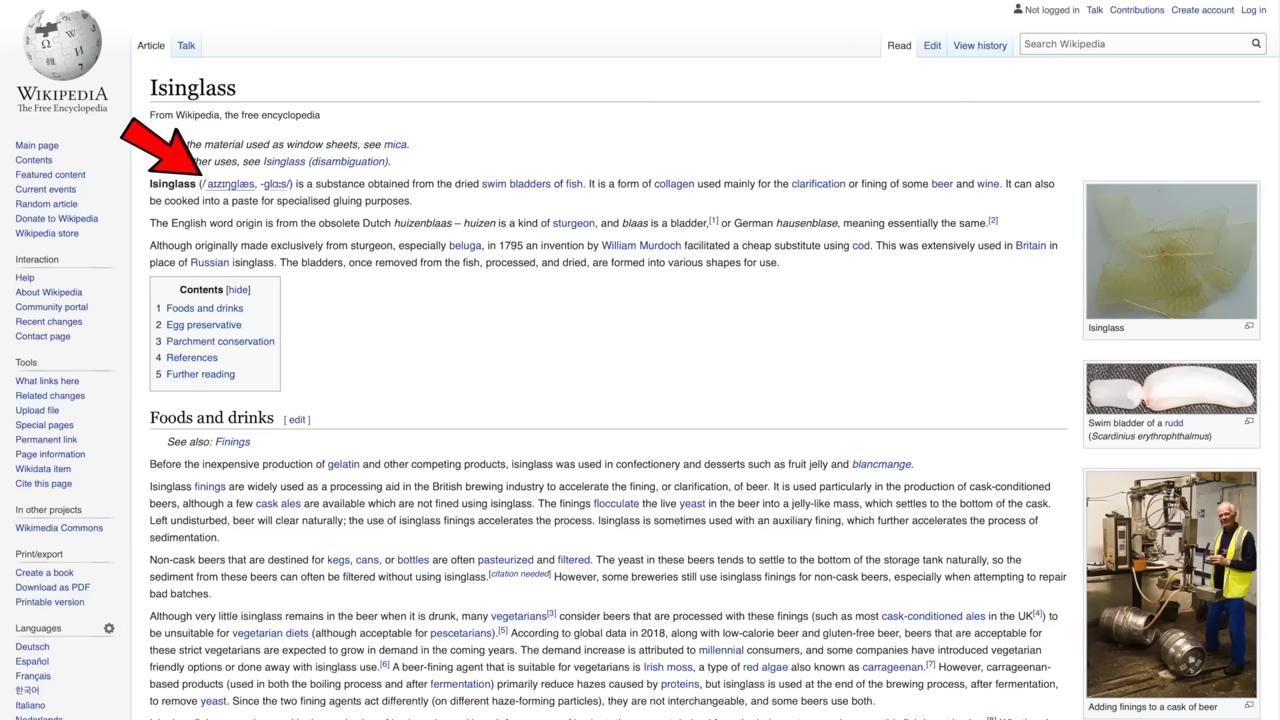 Not logged in Talk Contributions Create account Log in
Article Talk Read Edit View history Search Wikipedia
WIKIPEDIA
The Free Encyclopedia
Main page
Contents
Featured content
Current events
Random article
Donate to Wikipedia
Wikipedia store
Interaction
Help
About Wikipedia
Community portal
Recent changes
Contact page
Tools
What links here
Related changes
Upload file
Special pages
Permanent link
Page information
Wikidata item
Cite this page
In other projects
Wikimedia Commons
Print/export
Create a book
Download as PDF
Printable version
Languages
Deutsch
Español
Français
한국어
Italiano
Isinglass
From Wikipedia, the free encyclopedia
the material used as window sheets, see mica.
uses, see Isinglass (disambiguation).
Isinglass (/ˈaɪzɪŋɡlæs, -ɡlɑːs/) is a substance obtained from the dried swim bladders of fish. It is a form of collagen used mainly for the clarification or fining of some beer and wine. It can also
be cooked into a paste for specialised gluing purposes.
The English word origin is from the obsolete Dutch huizenblaas – huizen is a kind of sturgeon, and blaas is a bladder,[1] or German hausenblase, meaning essentially the same.[2]
Although originally made exclusively from sturgeon, especially beluga, in 1795 an invention by William Murdoch facilitated a cheap substitute using cod. This was extensively used in Britain in
place of Russian isinglass. The bladders, once removed from the fish, processed, and dried, are formed into various shapes for use.
Contents [hide]
1 Foods and drinks
2 Egg preservative
3 Parchment conservation
4 References
5 Further reading
Foods and drinks [ edit ]
See also: Finings
Before the inexpensive production of gelatin and other competing products, isinglass was used in confectionery and desserts such as fruit jelly and blancmange.
Isinglass finings are widely used as a processing aid in the British brewing industry to accelerate the fining, or clarification, of beer. It is used particularly in the production of cask-conditioned
beers, although a few cask ales are available which are not fined using isinglass. The finings flocculate the live yeast in the beer into a jelly-like mass, which settles to the bottom of the cask.
Left undisturbed, beer will clear naturally; the use of isinglass finings accelerates the process. Isinglass is sometimes used with an auxiliary fining, which further accelerates the process of
sedimentation.
Non-cask beers that are destined for kegs, cans, or bottles are often pasteurized and filtered. The yeast in these beers tends to settle to the bottom of the storage tank naturally, so the
sediment from these beers can often be filtered without using isinglass.[citation needed] However, some breweries still use isinglass finings for non-cask beers, especially when attempting to repair
bad batches.
Although very little isinglass remains in the beer when it is drunk, many vegetarians[3] consider beers that are processed with these finings (such as most cask-conditioned ales in the UK[4]) to
be unsuitable for vegetarian diets (although acceptable for pescetarians).[5] According to global data in 2018, along with low-calorie beer and gluten-free beer, beers that are acceptable for
these strict vegetarians are expected to grow in demand in the coming years. The demand increase is attributed to millennial consumers, and some companies have introduced vegetarian
friendly options or done away with isinglass use.[6] A beer-fining agent that is suitable for vegetarians is Irish moss, a type of red algae also known as carrageenan.[7] However, carrageenan-
based products (used in both the boiling process and after fermentation) primarily reduce hazes caused by proteins, but isinglass is used at the end of the brewing process, after fermentation,
to remove yeast. Since the two fining agents act differently (on different haze-forming particles), they are not interchangeable, and some beers use both.
Isinglass
Swim bladder of a rudd
(Scardinius erythrophthalmus)
Adding finings to a cask of beer